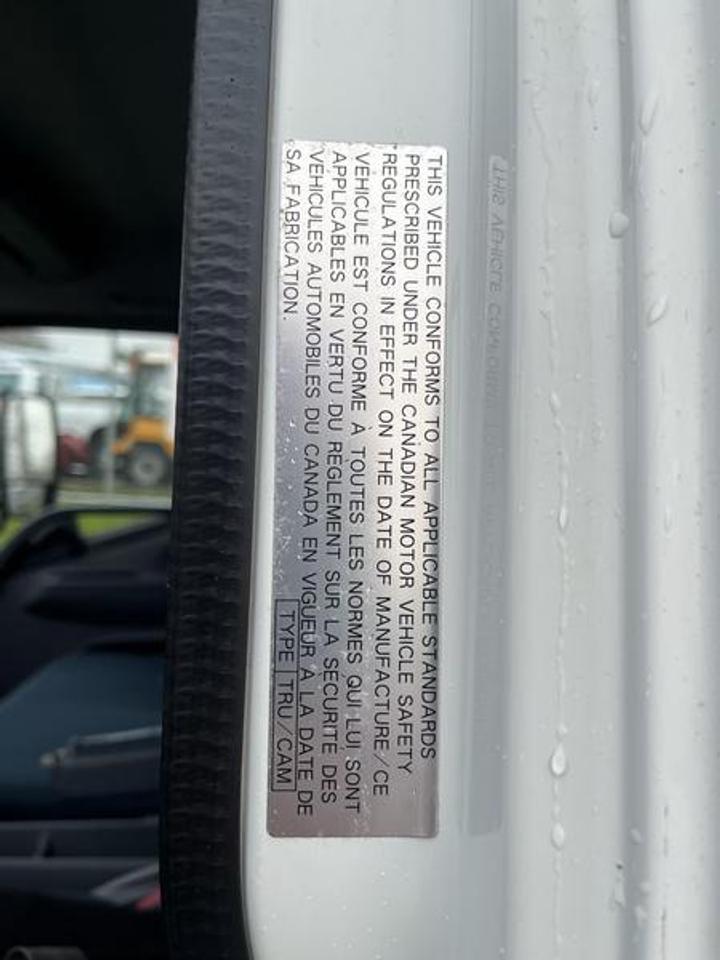 THIS VEHICLE CONFORMS TO ALL APPLICABLE STANDARDS
PRESCRIBED UNDER THE CANADIAN MOTOR VEHICLE SAFETY
REGULATIONS IN EFFECT ON THE DATE OF MANUFACTURE/CE
VEHICULE EST CONFORME À TOUTES LES NORMES QUI LUI SONT
APPLICABLES EN VERTU DU RÈGLEMENT SUR LA SÉCURITÉ DES
VEHICULES AUTOMOBILES DU CANADA EN VIGUEUR À LA DATE DE
SA FABRICATION.
TYPE TRU/CAM